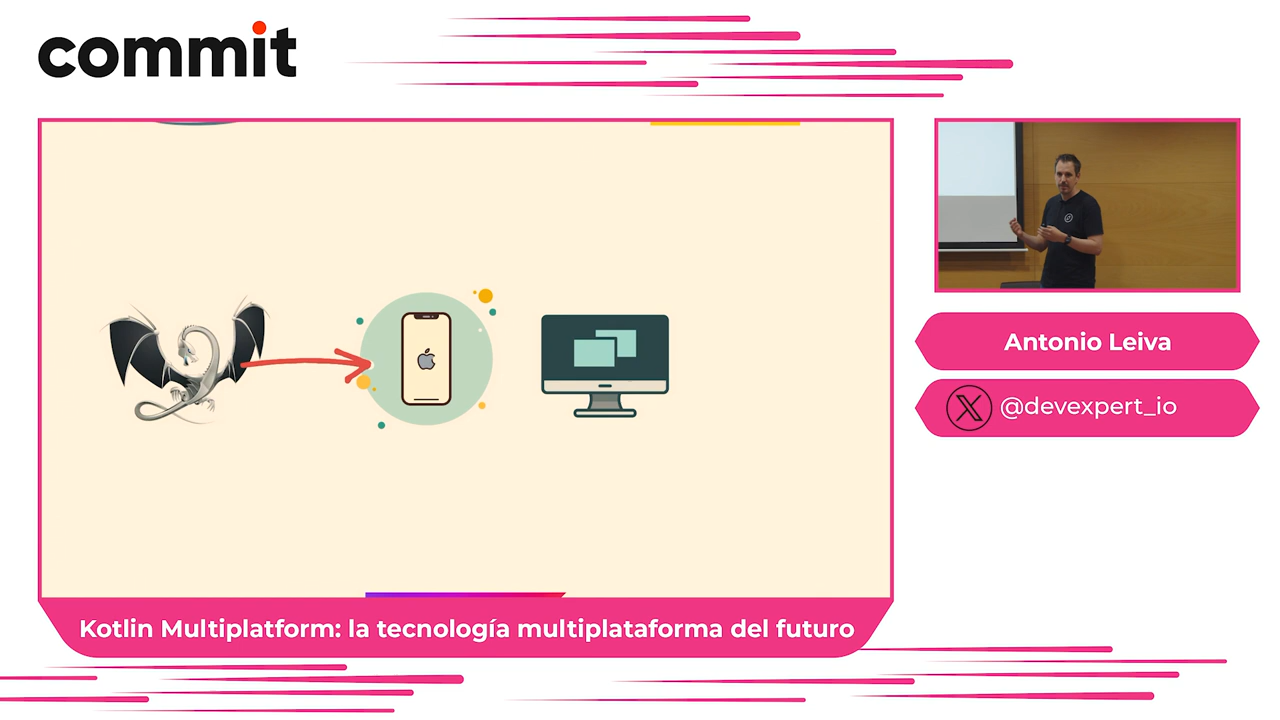 commit
Antonio Leiva
@devexpert_io
Kotlin Multiplatform: la tecnología multiplataforma del futuro